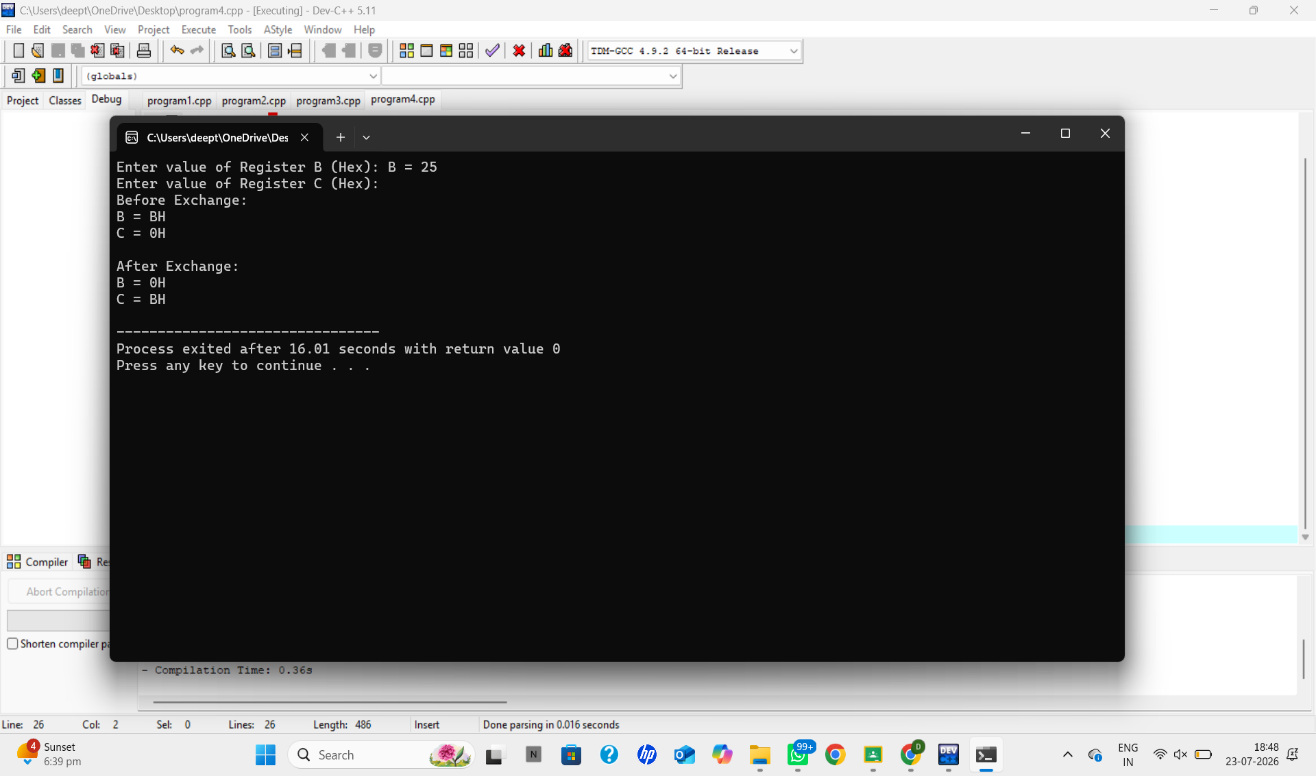 C:\Users\deept\OneDrive\Desktop\program4.cpp - [Executing] - Dev-C++ 5.11
File Edit Search View Project Execute Tools AStyle Window Help
TDM-GCC 4.9.2 64-bit Release
(globals)
Project Classes Debug program1.cpp program2.cpp program3.cpp program4.cpp
C:\Users\deept\OneDrive\Des
Enter value of Register B (Hex): B = 25
Enter value of Register C (Hex):
Before Exchange:
B = BH
C = 0H
After Exchange:
B = 0H
C = BH
--------------------------------
Process exited after 16.01 seconds with return value 0
Press any key to continue . . .
Compiler Res
Abort Compilation
Shorten compiler pa
- Compilation Time: 0.36s
Line: 26 Col: 2 Sel: 0 Lines: 26 Length: 486 Insert Done parsing in 0.016 seconds
4
Sunset
6:39 pm
Search
N
?
hp
99+
D
DEV
ENG
IN
18:48
23-07-2026